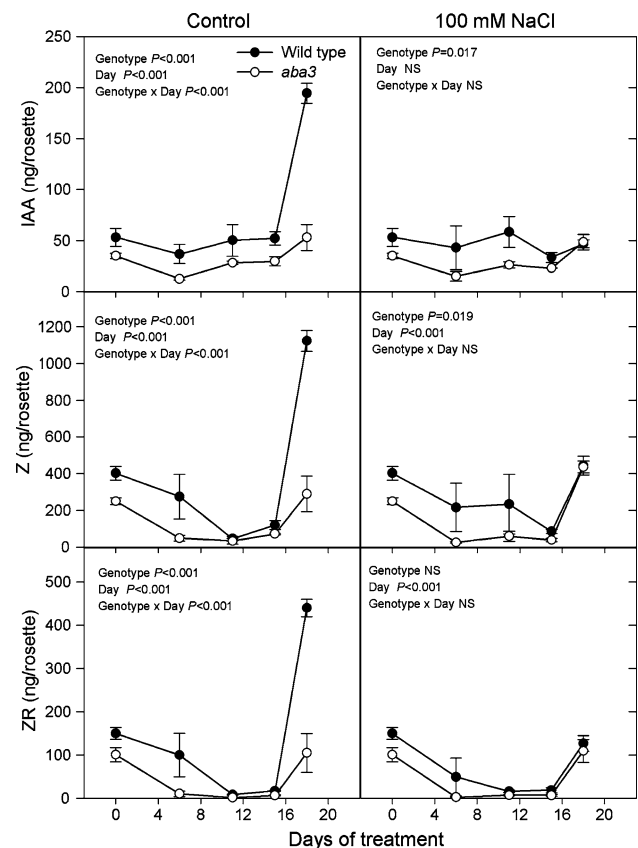 Control
100 mM NaCl
Genotype P<0.001
Day P<0.001
Genotype x Day P<0.001
Wild type
aba3
Genotype P=0.017
Day NS
Genotype x Day NS
IAA (ng/rosette)
250
200
150
100
50
0
Genotype P<0.001
Day P<0.001
Genotype x Day P<0.001
Genotype P=0.019
Day P<0.001
Genotype x Day NS
Z (ng/rosette)
1200
1000
800
600
400
200
0
Genotype P<0.001
Day P<0.001
Genotype x Day P<0.001
Genotype NS
Day P<0.001
Genotype x Day NS
ZR (ng/rosette)
500
400
300
200
100
0
0 4 8 12 16 20
0 4 8 12 16 20
Days of treatment